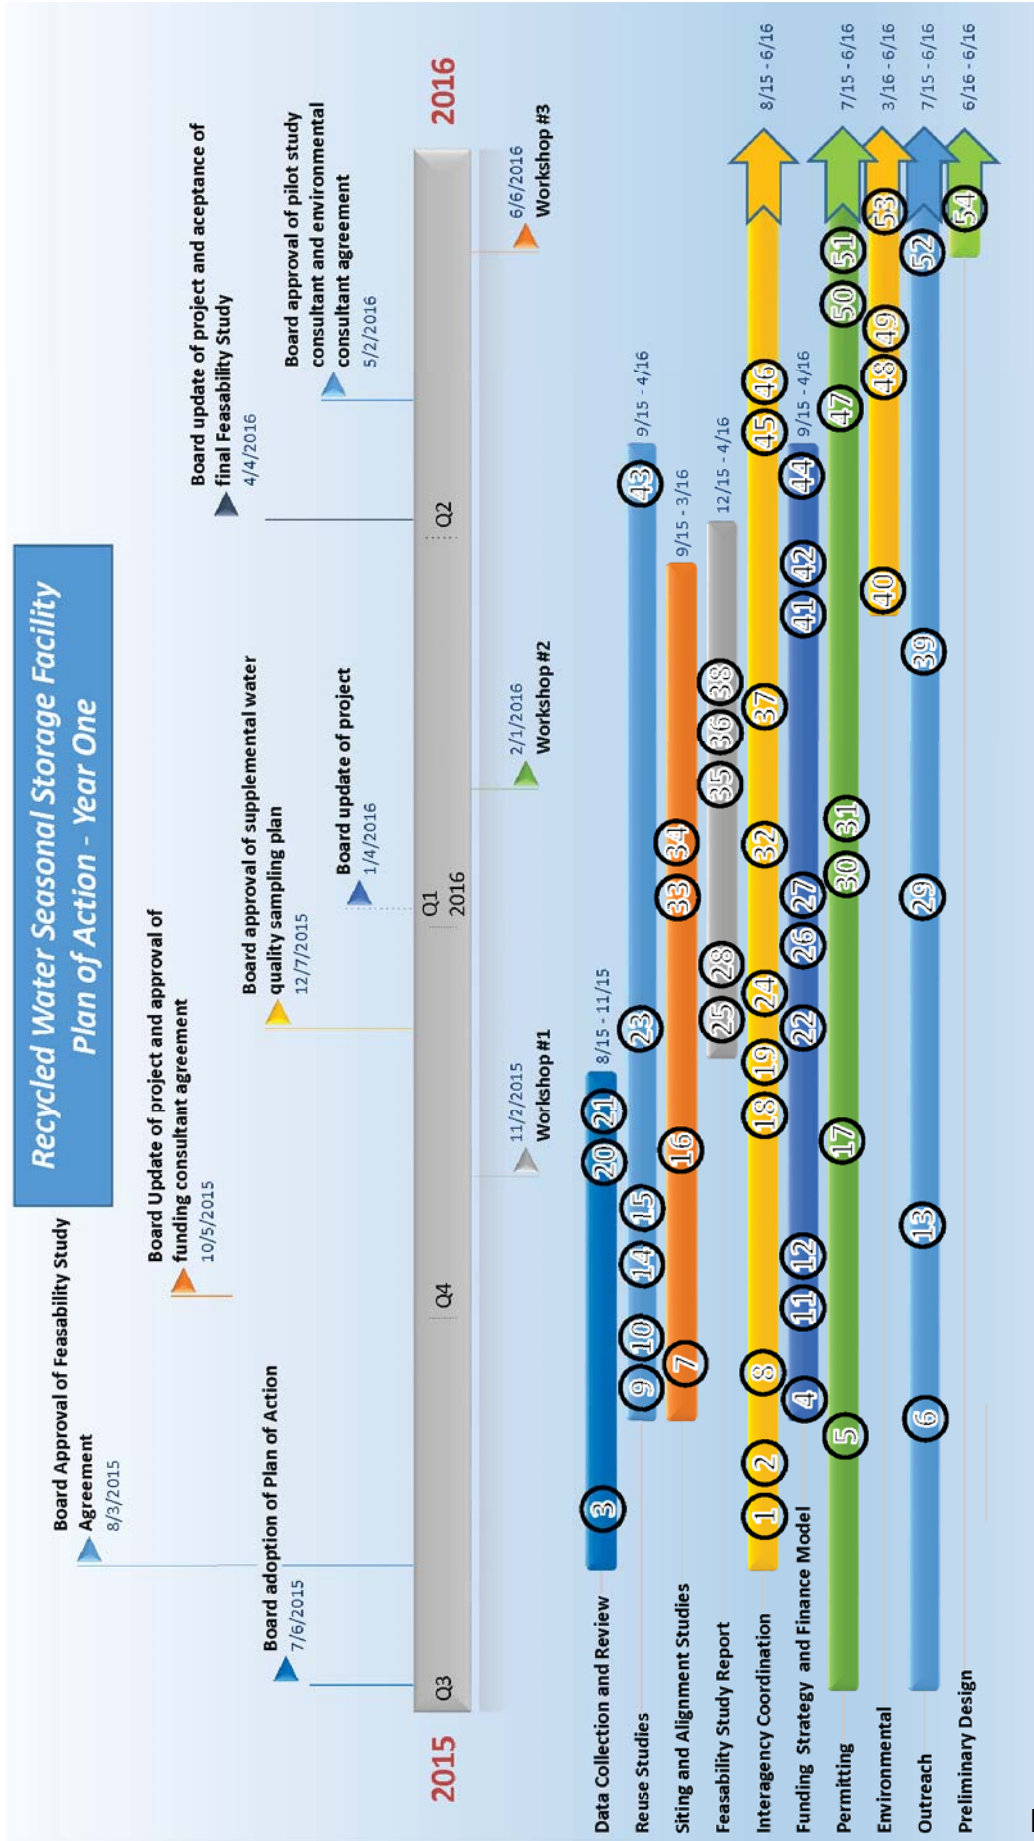 Recycled Water Seasonal Storage Facility
Plan of Action - Year One
Board Approval of Feasability Study
Agreement
8/3/2015
Board adoption of Plan of Action
7/6/2015
Board Update of project and approval of
funding consultant agreement
10/5/2015
Board approval of supplemental water
quality sampling plan
12/7/2015
Board update of project
1/4/2016
Board update of project and aceptance of
final Feasability Study
4/4/2016
Board approval of pilot study
consultant and environmental
consultant agreement
5/2/2016
2015
Q3
Q4
Q1
2016
Q2
2016
11/2/2015
Workshop #1
2/1/2016
Workshop #2
6/6/2016
Workshop #3
Data Collection and Review
3
20
21
8/15 - 11/15
Reuse Studies
9
10
14
15
23
43
9/15 - 4/16
Siting and Alignment Studies
7
16
33
34
9/15 - 3/16
Feasability Study Report
25
28
35
36
38
12/15 - 4/16
Interagency Coordination
1
2
8
18
19
24
32
37
45
46
8/15 - 6/16
Funding Strategy and Finance Model
4
11
12
22
26
27
41
42
44
9/15 - 4/16
Permitting
5
17
30
31
47
50
51
7/15 - 6/16
Environmental
40
48
49
53
3/16 - 6/16
Outreach
6
13
29
39
52
7/15 - 6/16
Preliminary Design
54
6/16 - 6/16